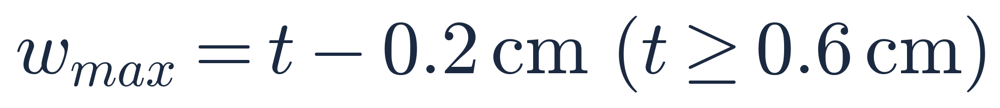 w_{max} = t − 0.2 cm (t ≥ 0.6 cm)